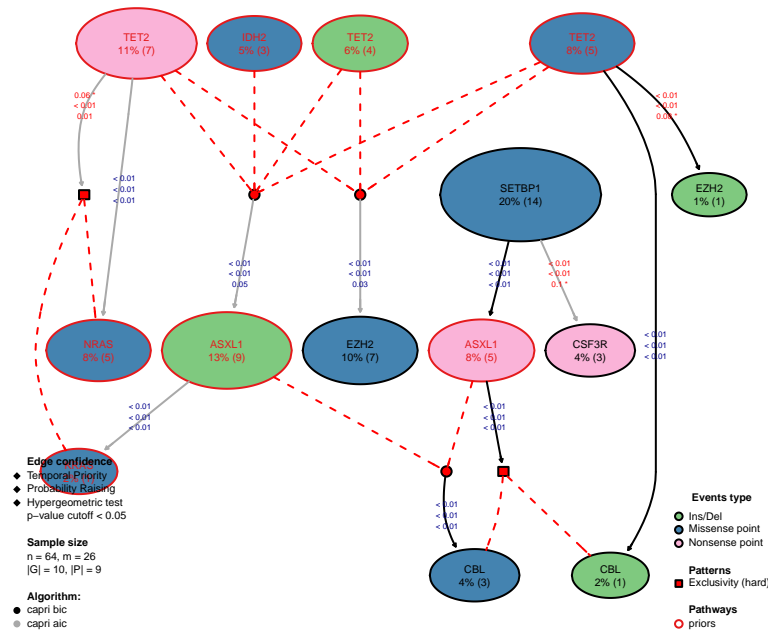 TET2
11% (7)
IDH2
5% (3)
TET2
6% (4)
TET2
8% (5)
0.06 *
< 0.01
0.01
< 0.01
< 0.01
0.08 *
< 0.01
< 0.01
< 0.01
SETBP1
20% (14)
EZH2
1% (1)
< 0.01
< 0.01
0.05
< 0.01
< 0.01
0.03
< 0.01
< 0.01
< 0.01
< 0.01
< 0.01
0.1 *
NRAS
8% (5)
ASXL1
13% (9)
EZH2
10% (7)
ASXL1
8% (5)
CSF3R
4% (3)
< 0.01
< 0.01
< 0.01
< 0.01
< 0.01
< 0.01
< 0.01
< 0.01
< 0.01
Edge confidence
Temporal Priority
Probability Raising
Hypergeometric test
p−value cutoff < 0.05
Sample size
n = 64, m = 26
|G| = 10, |P| = 9
Algorithm:
capri bic
capri aic
< 0.01
< 0.01
< 0.01
CBL
4% (3)
CBL
2% (1)
Events type
Ins/Del
Missense point
Nonsense point
Patterns
Exclusivity (hard)
Pathways
priors